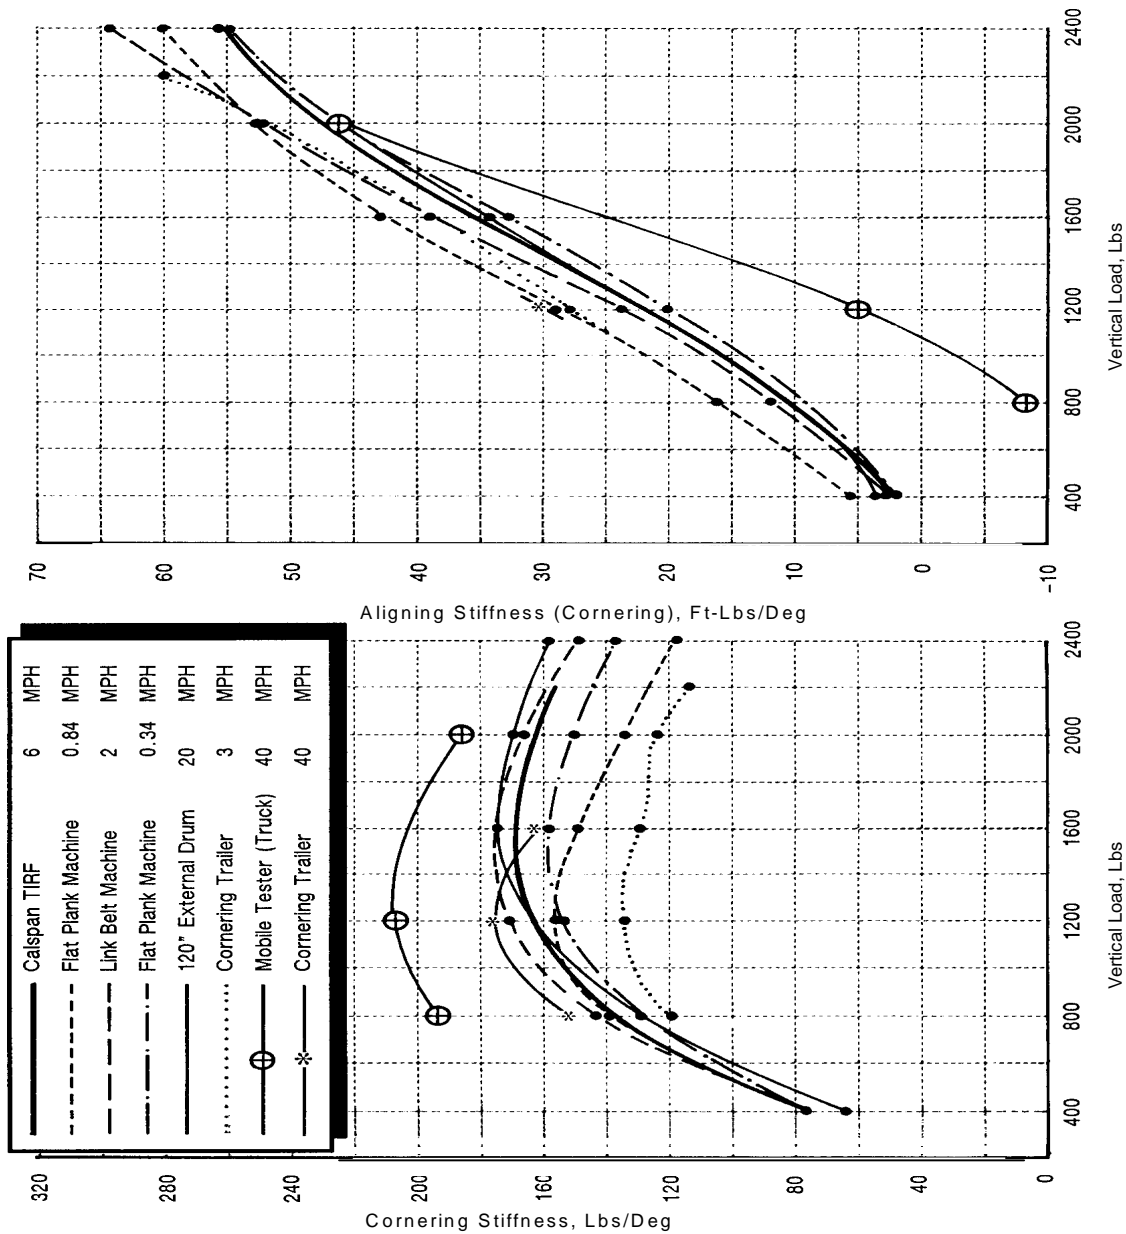 70
60
50
40
30
20
10
0
-10
400
800
1200
1600
2000
2400
Vertical Load, Lbs
Aligning Stiffness (Cornering), Ft-Lbs/Deg
Calspan TIRF 6 MPH
Flat Plank Machine 0.84 MPH
Link Belt Machine 2 MPH
Flat Plank Machine 0.34 MPH
120" External Drum 20 MPH
Cornering Trailer 3 MPH
Mobile Tester (Truck) 40 MPH
Cornering Trailer 40 MPH
320
280
240
200
160
120
80
40
0
400
800
1200
1600
2000
2400
Vertical Load, Lbs
Cornering Stiffness, Lbs/Deg